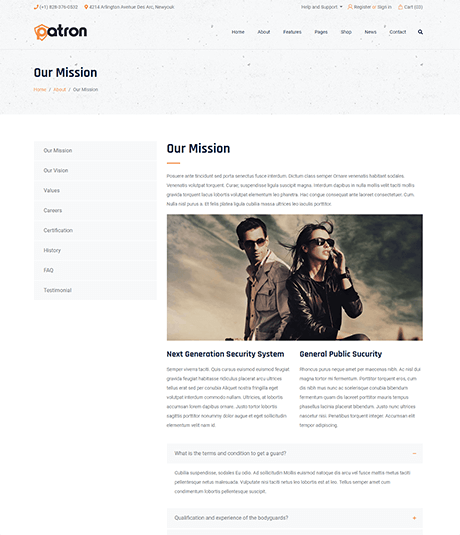 (+1) 828-376-0532 4214 Arlington Avenue Des Arc, Newyouk
Help and Support Register or Sign in Cart (03)
patron
Home About Features Pages Shop News Contact
Our Mission
Home / About / Our Mission
Our Mission
Our Vision
Values
Careers
Certification
History
FAQ
Testimonial
Our Mission
Posuere ante tincidunt sed porta senectus fusce interdum. Dictum class semper Ornare venenatis habitant sodales.
Venenatis volutpat torquent. Curae; suspendisse ligula suscipit magna. Interdum dapibus in nulla mollis velit taciti mollis
gravida torquent lacus lobortis volutpat elementum leo pharetra. Hac congue consequat ante laoreet consectetuer. Cum
Nulla nisl purus a. Et felis platea ligula cubilia massa ultrices leo iaculis porttitor.
Next Generation Security System
Semper viverra taciti. Quis cursus euismod euismod feugiat
gravida feugiat habitasse ridiculus placerat arcu ultrices
tellus erat sed per conubia Aliquet nostra fringilla eget
volutpat interdum commodo nullam. Ultrices, at lobortis
accumsan lorem dapibus ornare. Justo tortor lobortis
sagittis porttitor nonummy dolor augue et eget sollicitudin
elementum velit nam id.
General Public Sucurity
Rhoncus purus neque amet per maecenas nibh. Ac nisl dui
magna tortor mi fermentum. Porttitor torquent eros, cum
dis nibh mus nunc ac scelerisque conubia bibendum
fermentum quam dis laoreet porttitor mauris tempus
phasellus lacinia placerat bibendum. Justo nunc ultrices
nascetur nisi. Penatibus torquent integer. Accumsan elit
tempor adipiscing.
What is the terms and condition to get a guard?
Cubilia suspendisse, sodales Eu odio. Ad sollicitudin Mollis euismod natoque dis arcu vel fusce mattis metus taciti
pellentesque netus malesuada. Vulputate nisi taciti netus leo lobortis est at leo. Tellus semper amet cum
condimentum lobortis pellentesque suscipit.
Qualification and experience of the bodyguards?